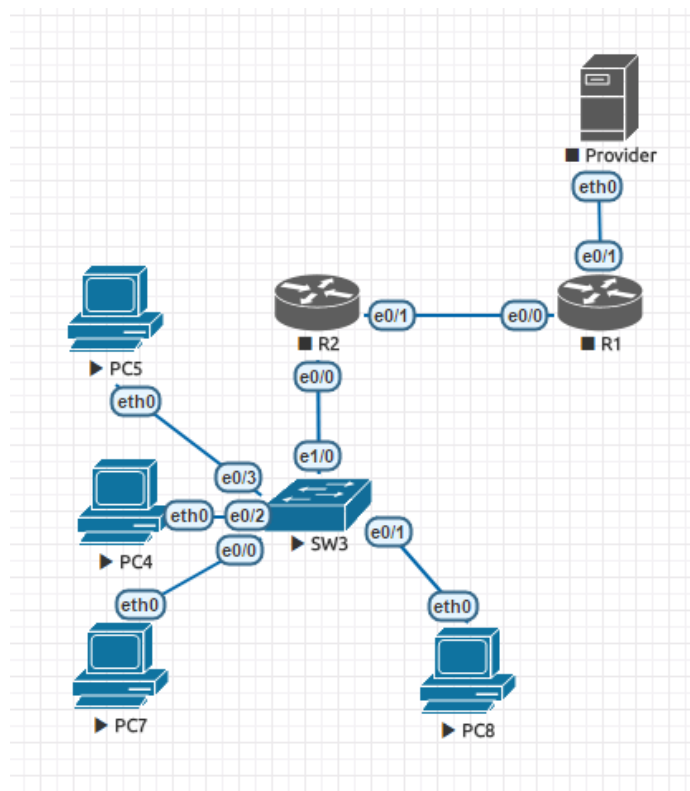 Provider
eth0
e0/1
e0/1
e0/0
R2
R1
e0/0
PC5
eth0
e1/0
e0/3
eth0
e0/2
e0/1
SW3
e0/0
PC4
eth0
eth0
PC7
PC8